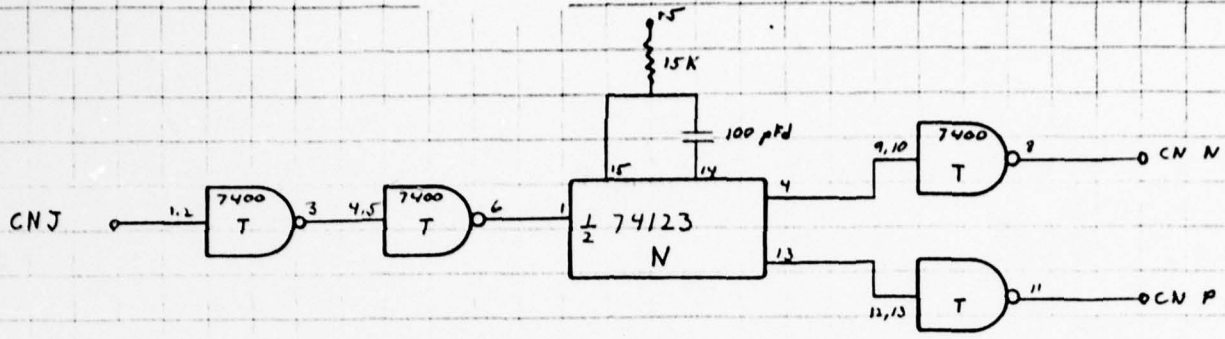 +5
15K
100 pFd
15 14
CNJ
1,2 7400 T 3
4,5 7400 T 6
1 1/2 74123 N
4
13
9,10 7400 T 8
CN N
12,13 T 11
CN P